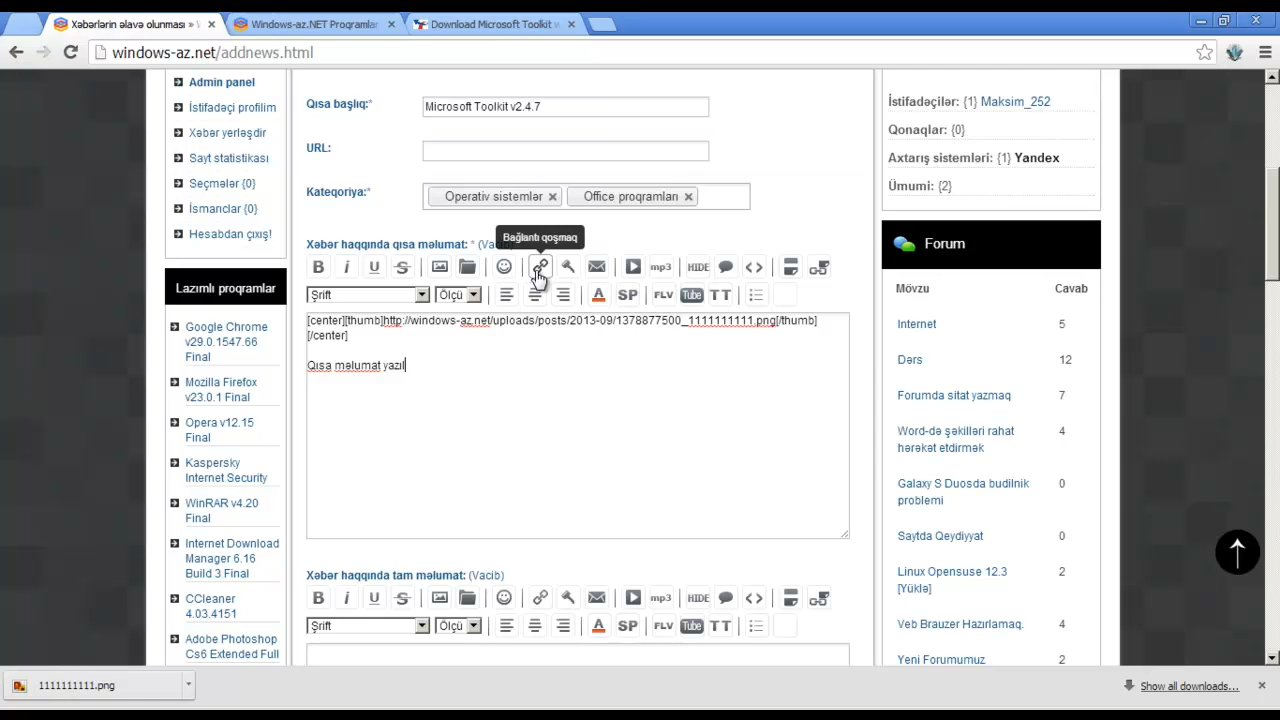 Xəbərlərin əlavə olunması » W
Windows-az.NET Proqramlar
Download Microsoft Toolkit v
windows-az.net/addnews.html
Admin panel
İstifadəçi profilim
Xəbər yerləşdir
Sayt statistikası
Seçmələr {0}
İsmarıclar {0}
Hesabdan çıxış!
Lazımlı proqramlar
Google Chrome
v29.0.1547.66
Final
Mozilla Firefox
v23.0.1 Final
Opera v12.15
Final
Kaspersky
Internet Security
WinRAR v4.20
Final
Internet Download
Manager 6.16
Build 3 Final
CCleaner
4.03.4151
Adobe Photoshop
Cs6 Extended Full
Qısa başlıq:*
Microsoft Toolkit v2.4.7
URL:
Kateqoriya:*
Operativ sistemlər
Office proqramları
Bağlantı qoşmaq
Xəbər haqqında qısa məlumat: * (Vacib)
B i U S mp3 HIDE
Şrift Ölçü A SP FLV Tube TT
[center][thumb]http://windows-az.net/uploads/posts/2013-09/1378877500_1111111111.png[/thumb]
[/center]
Qısa məlumat yazıl
Xəbər haqqında tam məlumat: (Vacib)
B i U S mp3 HIDE
Şrift Ölçü A SP FLV Tube TT
İstifadəçilər: {1} Maksim_252
Qonaqlar: {0}
Axtarış sistemləri: {1} Yandex
Ümumi: {2}
Forum
Mövzu Cavab
Internet 5
Dərs 12
Forumda sitat yazmaq 7
Word-də şəkilləri rahat 4
hərəkət etdirmək
Galaxy S Duosda budilnik 0
problemi
Saytda Qeydiyyat 0
Linux Opensuse 12.3 2
[Yüklə]
Veb Brauzer Hazırlamaq. 4
Yeni Forumumuz 2
1111111111.png
Show all downloads...